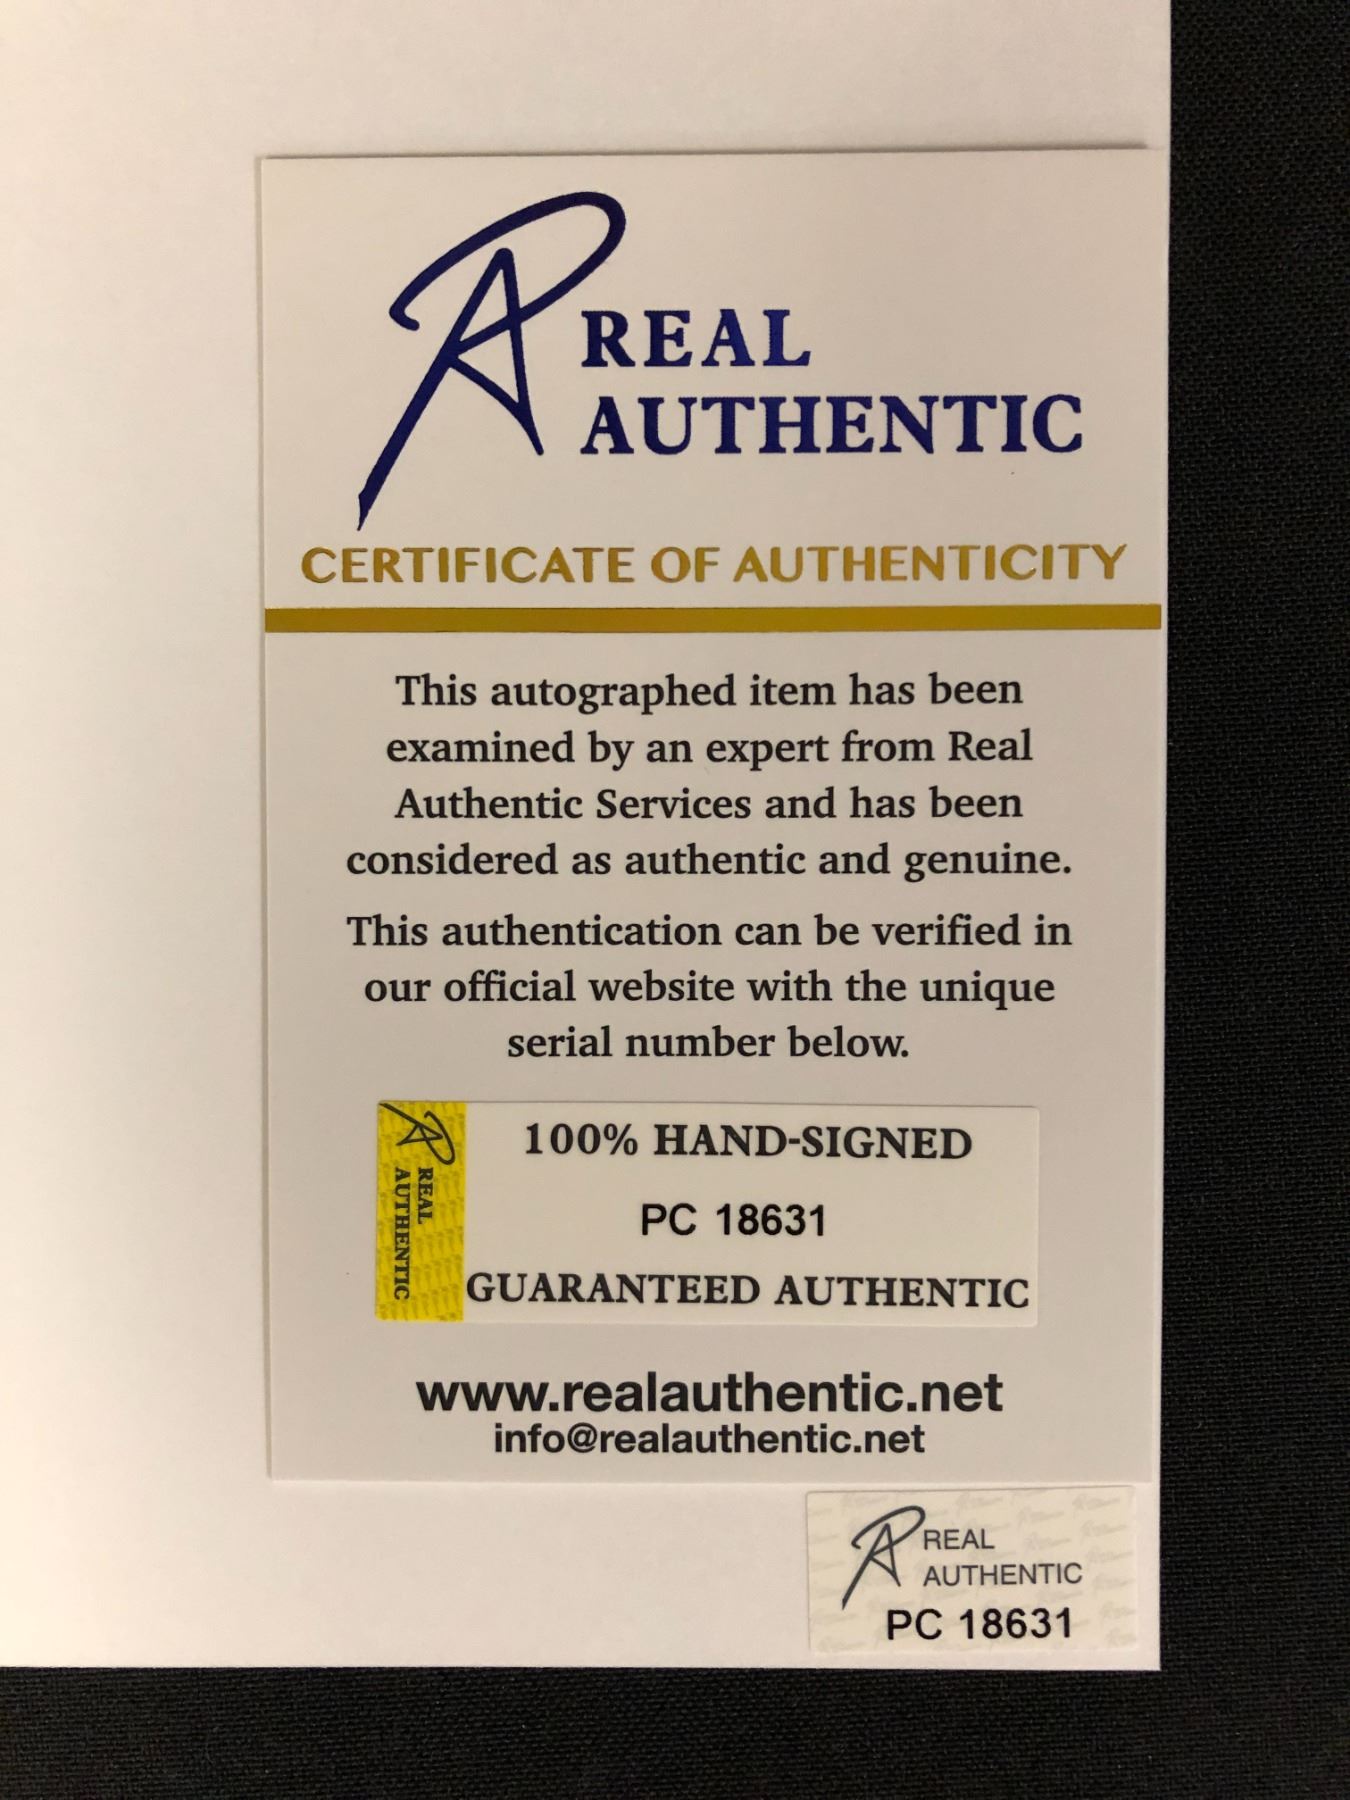 REAL
AUTHENTIC
CERTIFICATE OF AUTHENTICITY
This autographed item has been
examined by an expert from Real
Authentic Services and has been
considered as authentic and genuine.
This authentication can be verified in
our official website with the unique
serial number below.
REAL
AUTHENTIC
100% HAND-SIGNED
PC 18631
GUARANTEED AUTHENTIC
www.realauthentic.net
info@realauthentic.net
REAL
AUTHENTIC
PC 18631